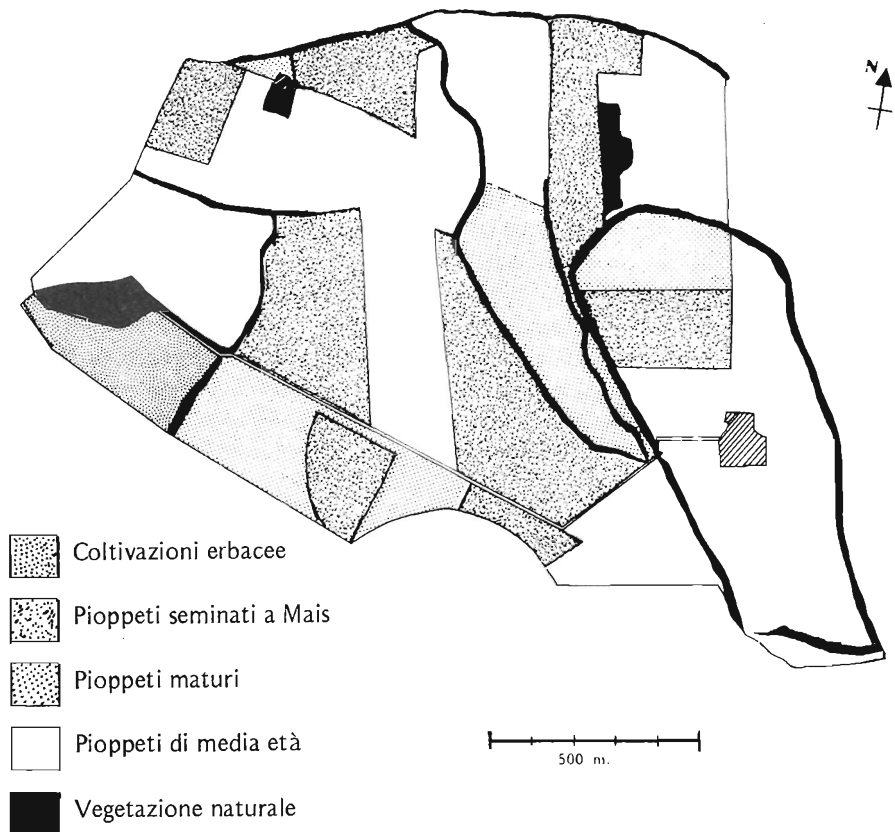 N
Coltivazioni erbacee
Pioppeti seminati a Mais
Pioppeti maturi
Pioppeti di media età
Vegetazione naturale
500 m.